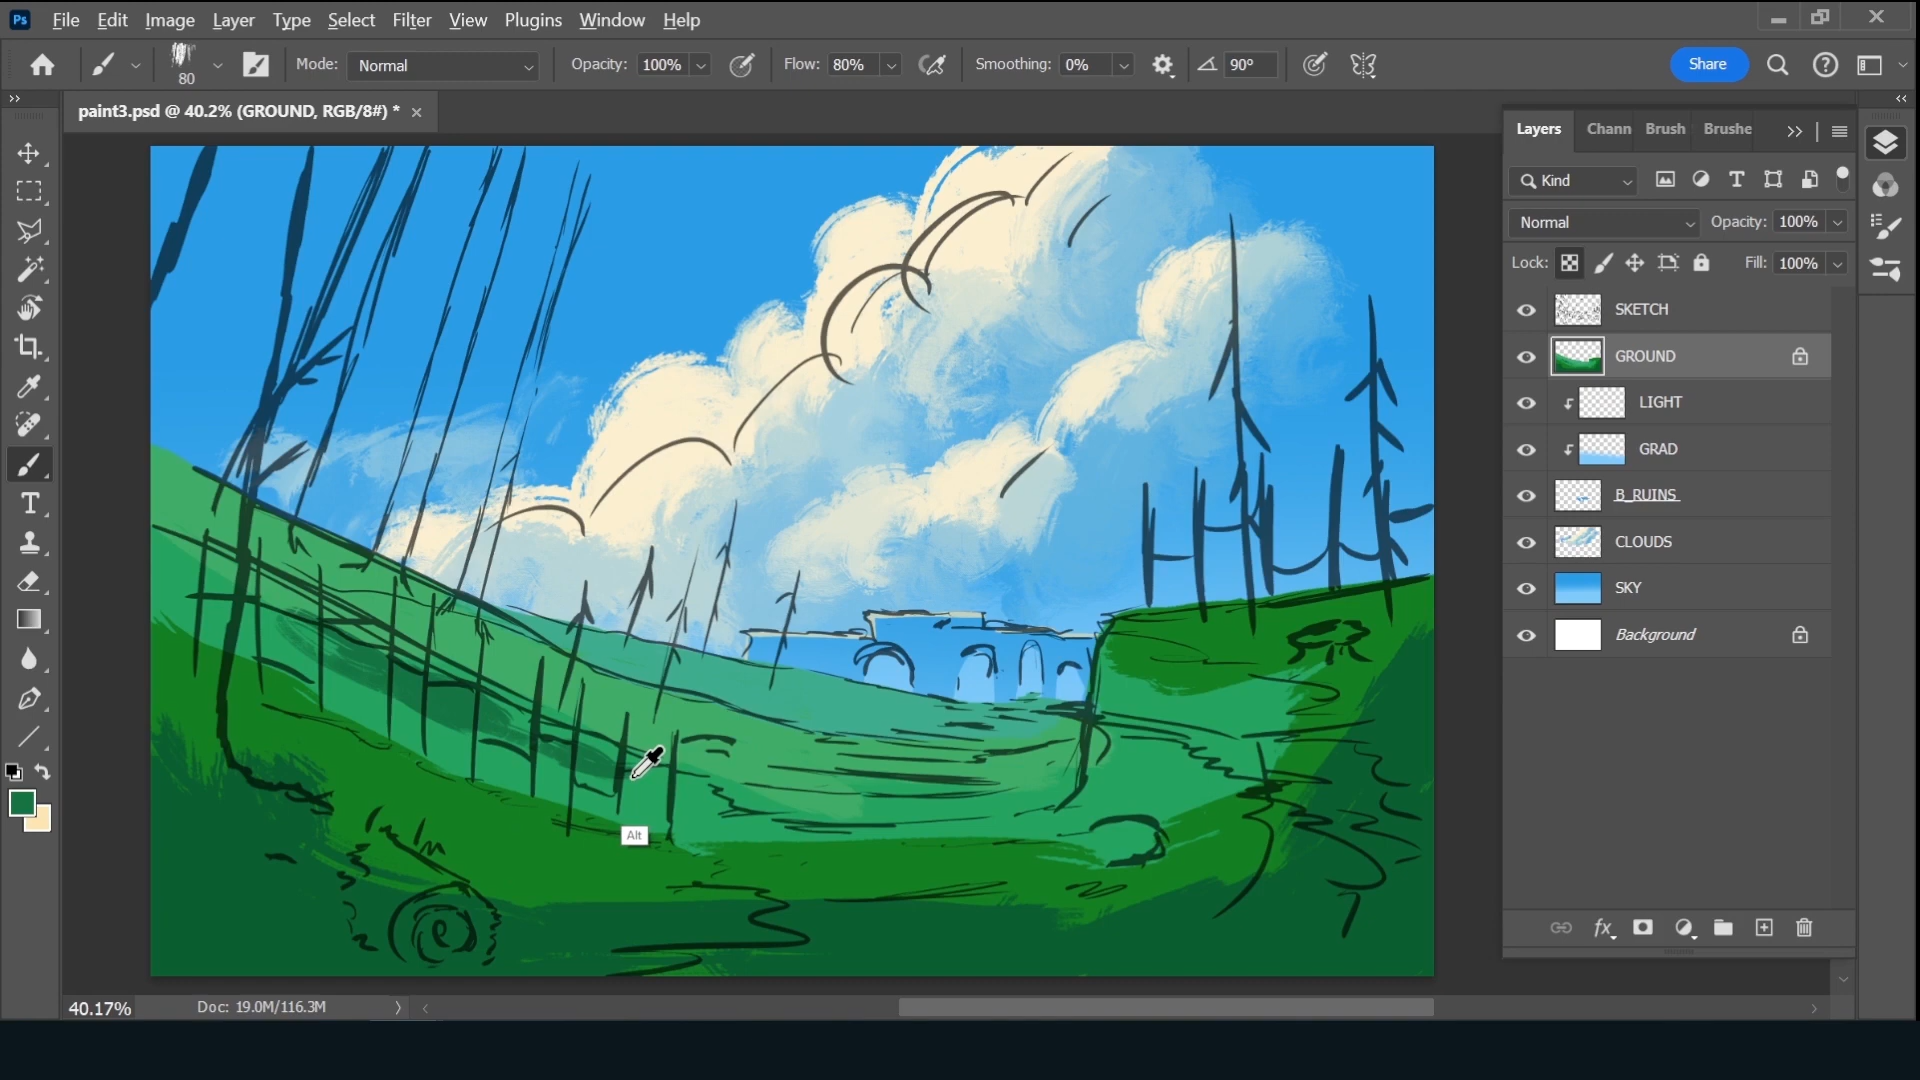 Ps File Edit Image Layer Type Select Filter View Plugins Window Help
80 Mode: Normal Opacity: 100% Flow: 80% Smoothing: 0% 90° Share
paint3.psd @ 40.2% (GROUND, RGB/8#) *
Layers Chann Brush Brushe
Kind
Normal Opacity: 100%
Lock: Fill: 100%
SKETCH
GROUND
LIGHT
GRAD
B_RUINS
CLOUDS
SKY
Background
Alt
fx
40.17% Doc: 19.0M/116.3M